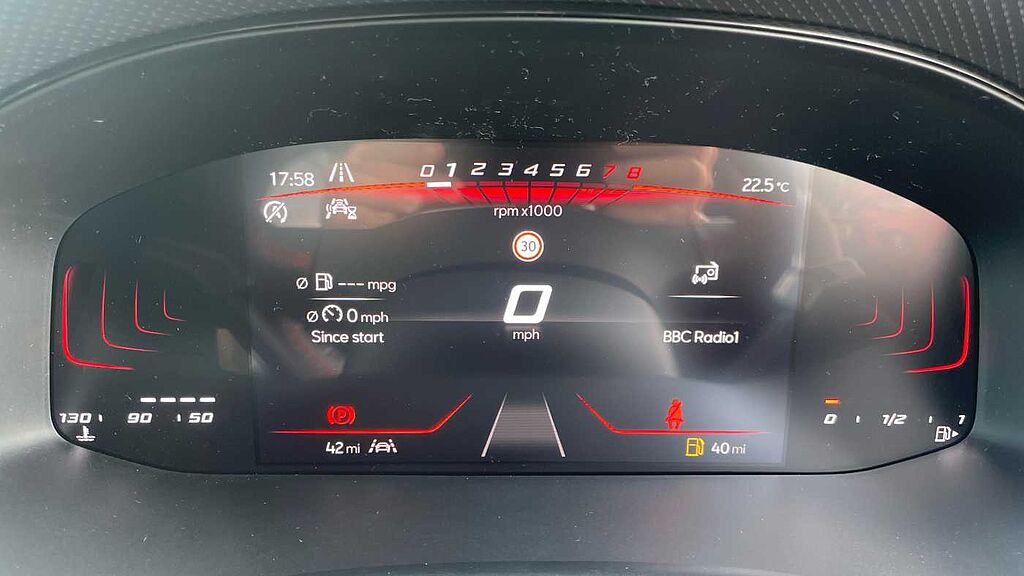 0 1 2 3 4 5 6 7 8
17:58
22.5°C
rpm x1000
30
--- mpg
0
Ø 0 mph
mph
Since start
BBC Radio1
130 90 50
P
0 1/2 1
42 mi
40 mi